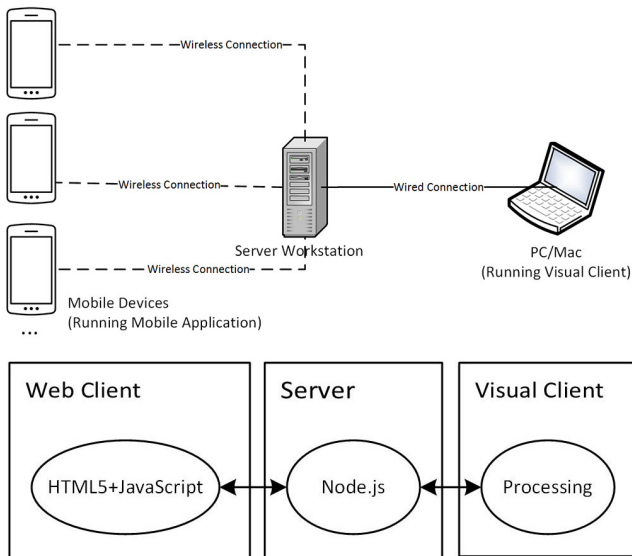 Wireless Connection
Wireless Connection
Wired Connection
Server Workstation
PC/Mac
(Running Visual Client)
Wireless Connection
Mobile Devices
(Running Mobile Application)
...
Web Client
Server
Visual Client
HTML5+JavaScript
Node.js
Processing